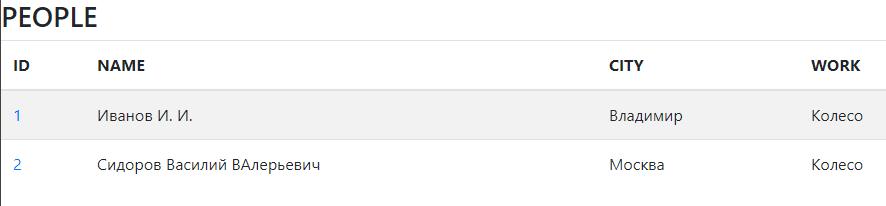 PEOPLE
ID NAME CITY WORK
1 Иванов И. И. Владимир Колесо
2 Сидоров Василий ВАлерьевич Москва Колесо